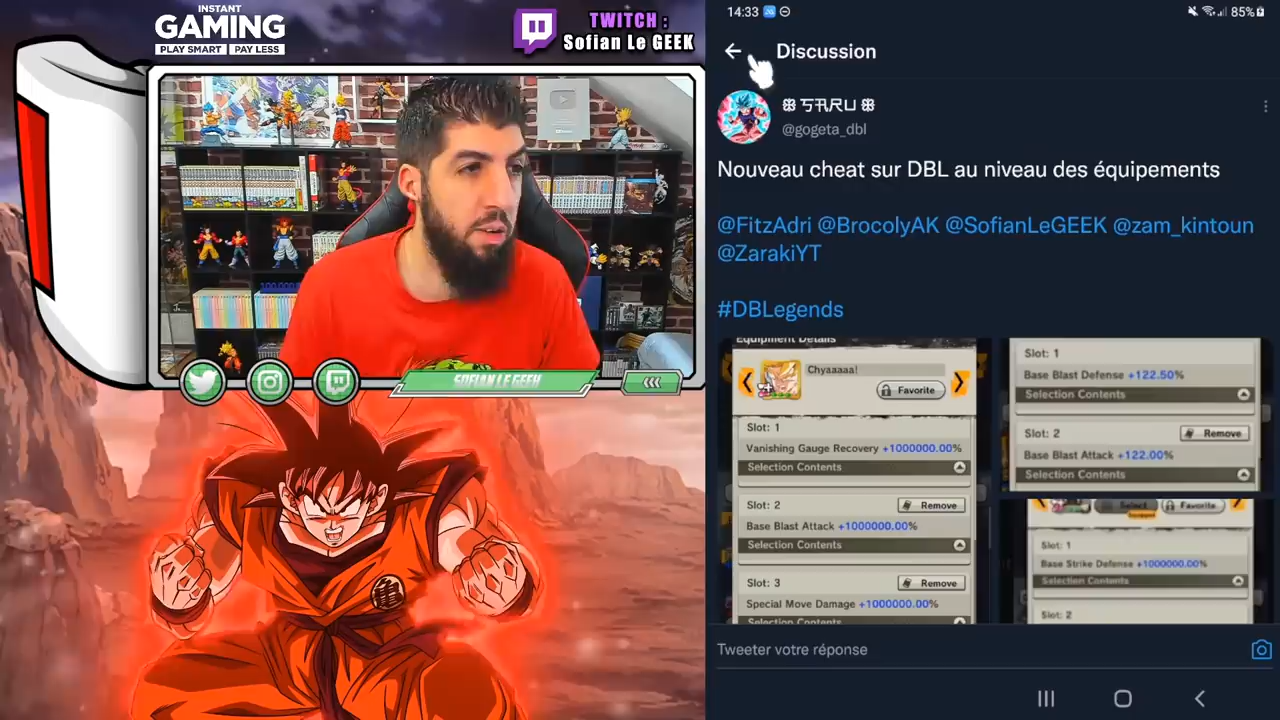 INSTANT
GAMING
PLAY SMART | PAY LESS
TWITCH :
Sofian Le GEEK
SOFIAN LE GEEK
14:33
85%
Discussion
@gogeta_dbl
Nouveau cheat sur DBL au niveau des équipements
@FitzAdri @BrocolyAK @SofianLeGEEK @zam_kintoun
@ZarakiYT
#DBLegends
Equipment Details
Chyaaaaa!
Favorite
Slot: 1
Vanishing Gauge Recovery +1000000.00%
Selection Contents
Slot: 2
Remove
Base Blast Attack +1000000.00%
Selection Contents
Slot: 3
Remove
Special Move Damage +1000000.00%
Selection Contents
Slot: 1
Base Blast Defense +122.50%
Selection Contents
Slot: 2
Remove
Base Blast Attack +122.00%
Selection Contents
Select
Favorite
Slot: 1
Base Strike Defense +1000000.00%
Selection Contents
Slot: 2
Tweeter votre réponse